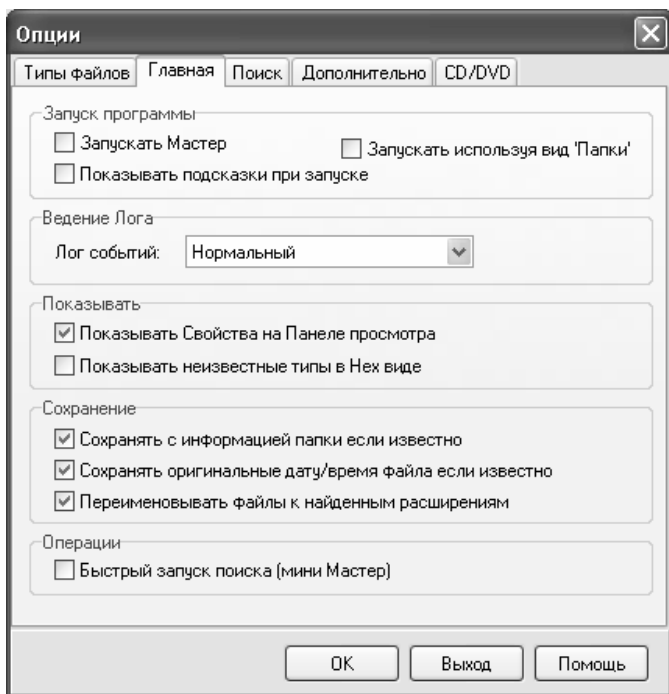 Опции
Типы файлов Главная Поиск Дополнительно CD/DVD
Запуск программы
Запускать Мастер Запускать используя вид 'Папки'
Показывать подсказки при запуске
Ведение Лога
Лог событий: Нормальный
Показывать
Показывать Свойства на Панеле просмотра
Показывать неизвестные типы в Hex виде
Сохранение
Сохранять с информацией папки если известно
Сохранять оригинальные дату/время файла если известно
Переименовывать файлы к найденным расширениям
Операции
Быстрый запуск поиска (мини Мастер)
OK Выход Помощь